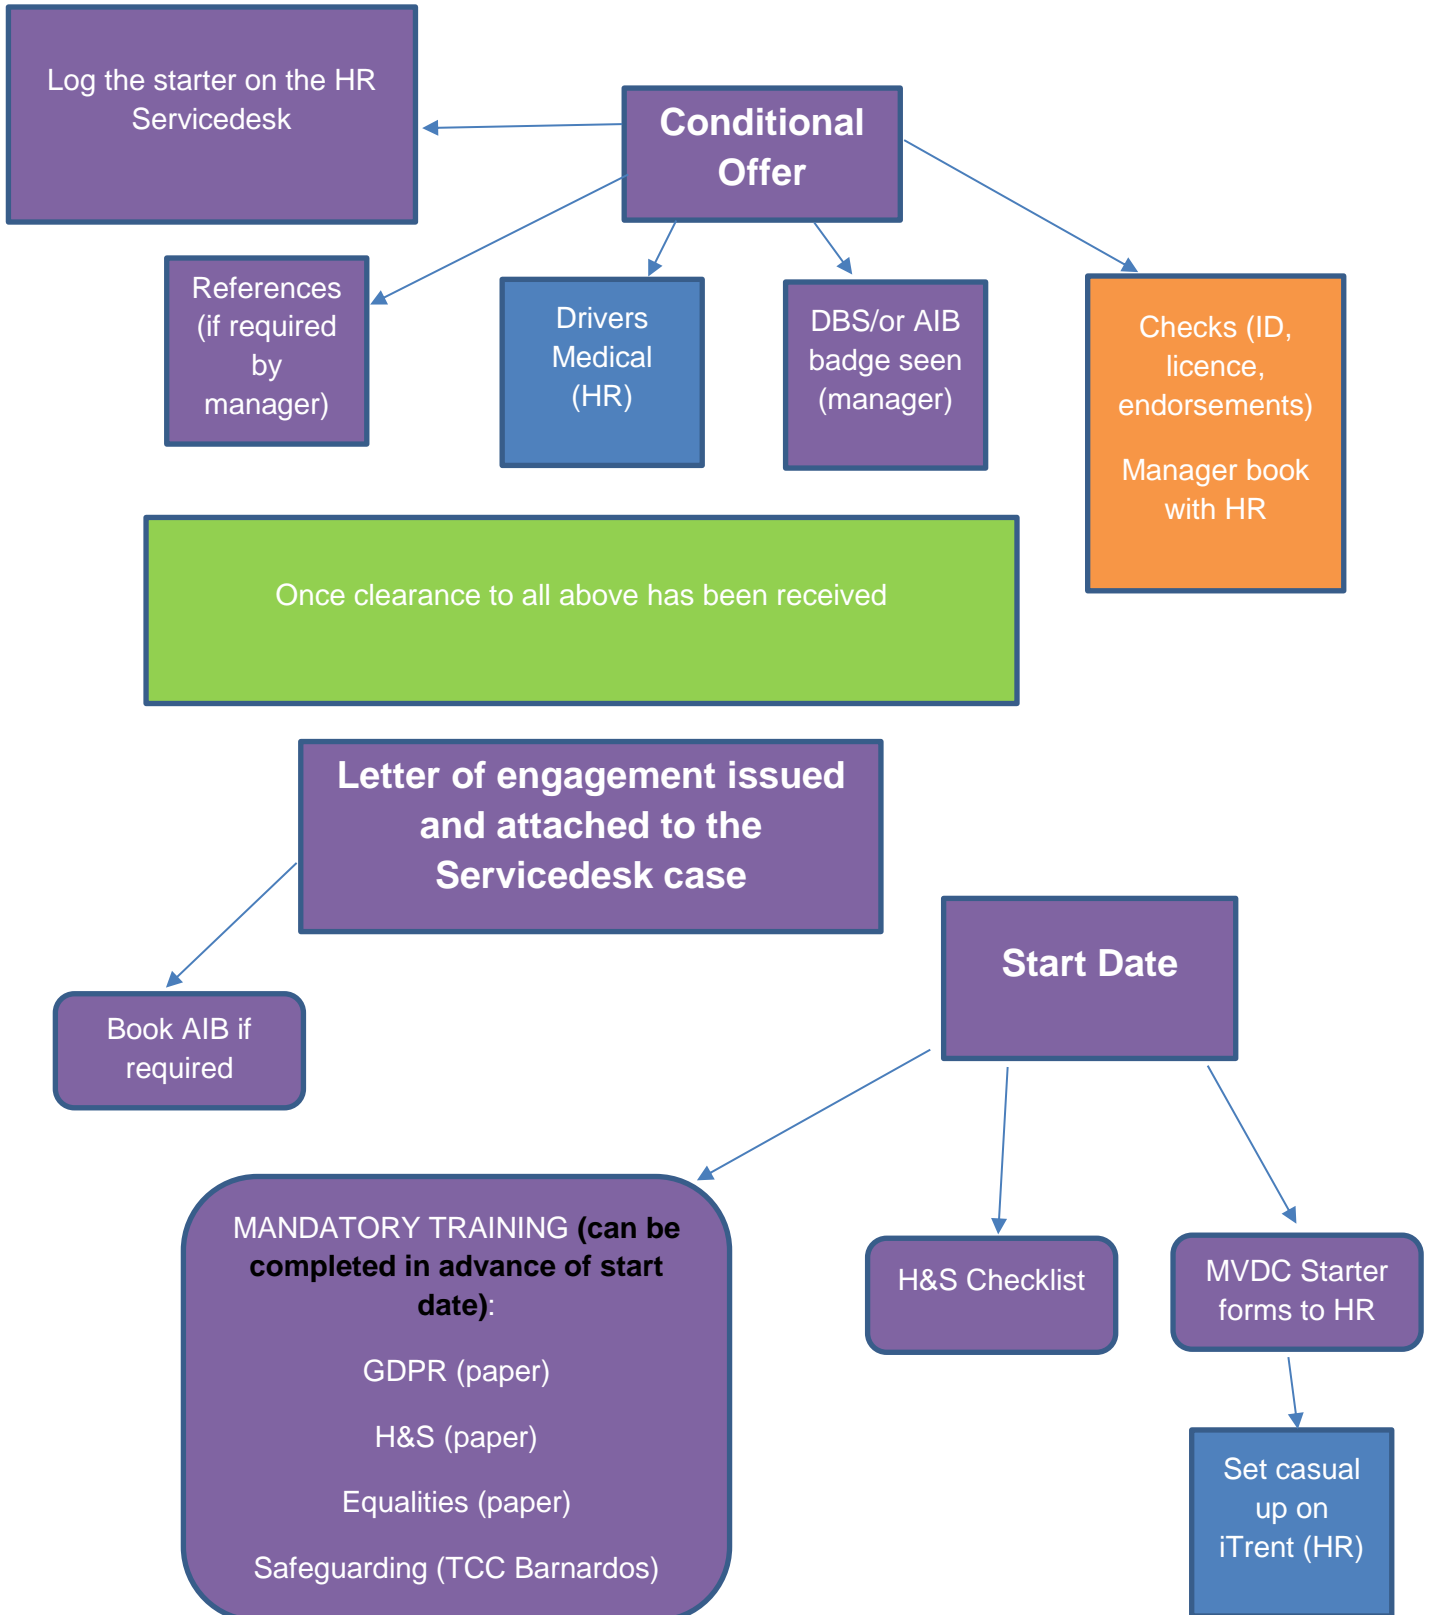 Log the starter on the HR
Servicedesk
Conditional
Offer
References
(if required
by
manager)
Drivers
Medical
(HR)
DBS/or AIB
badge seen
(manager)
Checks (ID,
licence,
endorsements)
Manager book
with HR
Once clearance to all above has been received
Letter of engagement issued
and attached to the
Servicedesk case
Start Date
Book AIB if
required
MANDATORY TRAINING (can be
completed in advance of start
date):
GDPR (paper)
H&S (paper)
Equalities (paper)
Safeguarding (TCC Barnardos)
H&S Checklist
MVDC Starter
forms to HR
Set casual
up on
iTrent (HR)